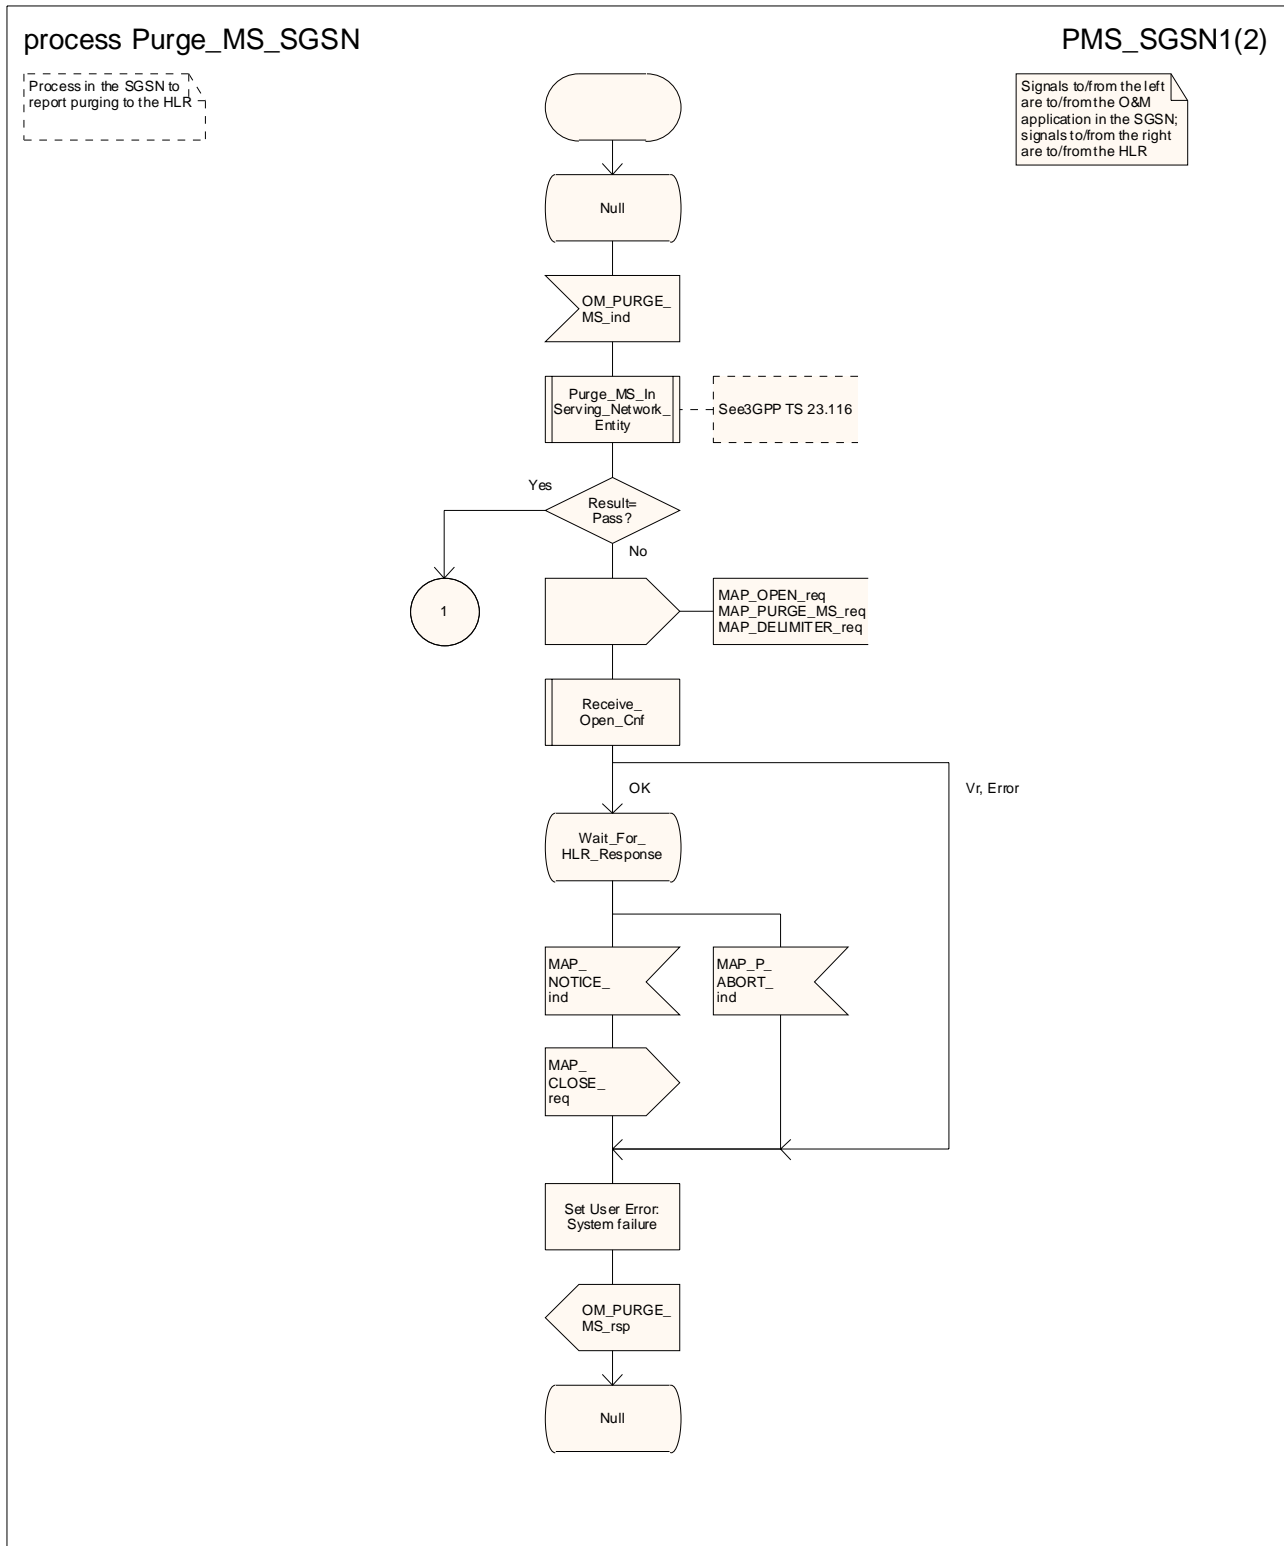 process Purge_MS_SGSN
PMS_SGSN1(2)
Process in the SGSN to
report purging to the HLR
Signals to/from the left
are to/from the O&M
application in the SGSN;
signals to/from the right
are to/from the HLR
Null
OM_PURGE_
MS_ind
Purge_MS_In
Serving_Network_
Entity
See3GPP TS 23.116
Yes
Result=
Pass?
No
1
MAP_OPEN_req
MAP_PURGE_MS_req
MAP_DELIMITER_req
Receive_
Open_Cnf
OK
Vr, Error
Wait_For_
HLR_Response
MAP_
NOTICE_
ind
MAP_P_
ABORT_
ind
MAP_
CLOSE_
req
Set User Error:
System failure
OM_PURGE_
MS_rsp
Null